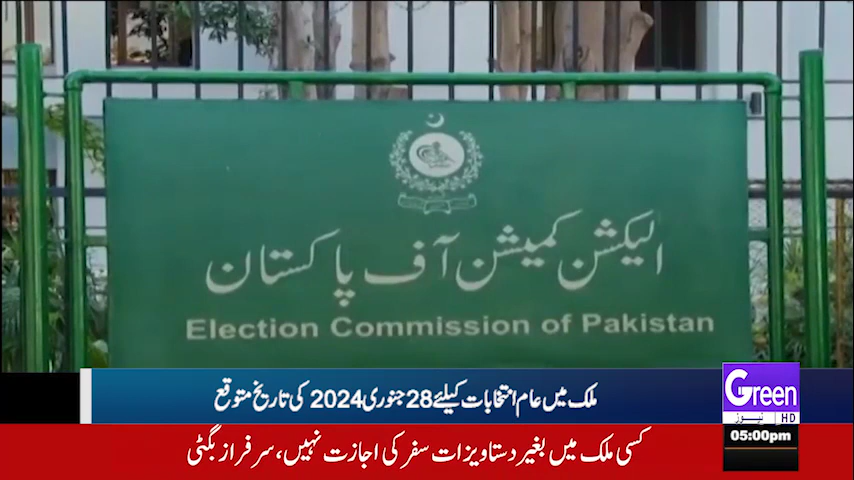 الیکشن کمیشن آف پاکستان
Election Commission of Pakistan
ملک میں عام انتخابات کیلئے 28 جنوری 2024 کی تاریخ متوقع
Green
نیوز HD
05:00pm
کسی ملک میں بغیر دستاویزات سفر کی اجازت نہیں، سرفراز بگٹی